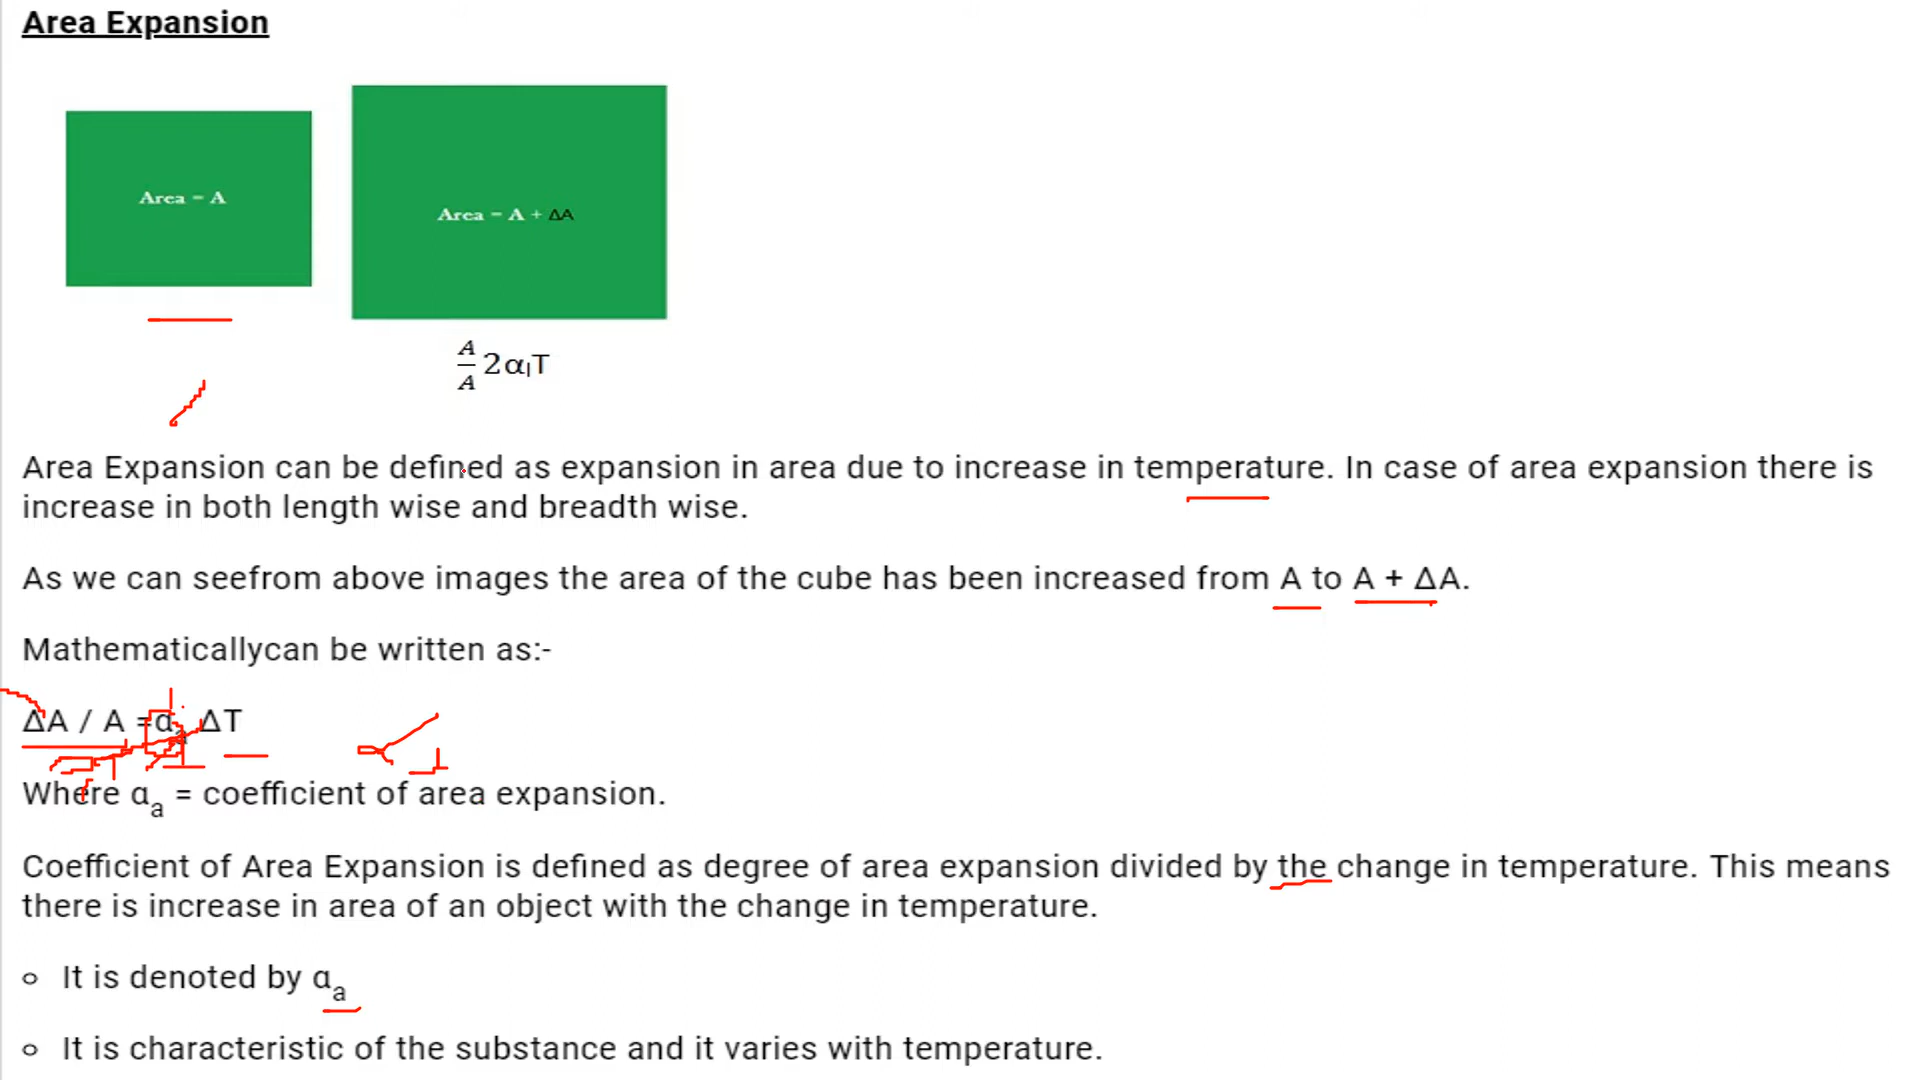 Area Expansion
Area = A
Area = A + ΔA
A/A 2αlT
Area Expansion can be defined as expansion in area due to increase in temperature. In case of area expansion there is
increase in both length wise and breadth wise.
As we can seefrom above images the area of the cube has been increased from A to A + ΔA.
Mathematicallycan be written as:-
ΔA / A =αa ΔT
Where αa = coefficient of area expansion.
Coefficient of Area Expansion is defined as degree of area expansion divided by the change in temperature. This means
there is increase in area of an object with the change in temperature.
o It is denoted by αa
o It is characteristic of the substance and it varies with temperature.